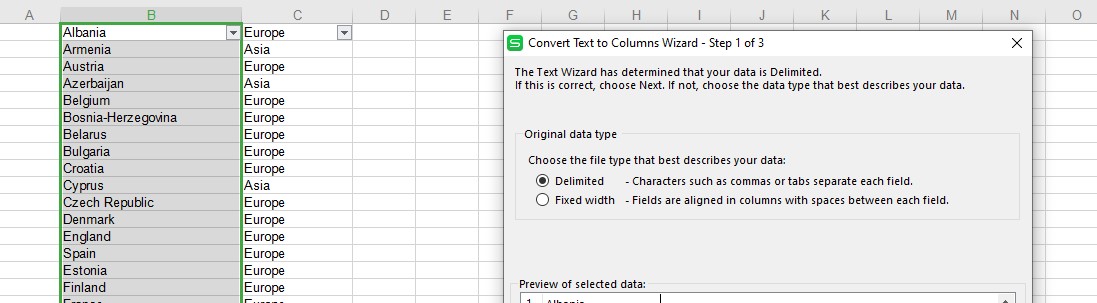 A B C D E F G H I J K L M N O
Albania Europe
Armenia Asia
Austria Europe
Azerbaijan Asia
Belgium Europe
Bosnia-Herzegovina Europe
Belarus Europe
Bulgaria Europe
Croatia Europe
Cyprus Asia
Czech Republic Europe
Denmark Europe
England Europe
Spain Europe
Estonia Europe
Finland Europe
France Europe
Convert Text to Columns Wizard - Step 1 of 3
The Text Wizard has determined that your data is Delimited.
If this is correct, choose Next. If not, choose the data type that best describes your data.
Original data type
Choose the file type that best describes your data:
Delimited - Characters such as commas or tabs separate each field.
Fixed width - Fields are aligned in columns with spaces between each field.
Preview of selected data:
1 Albania